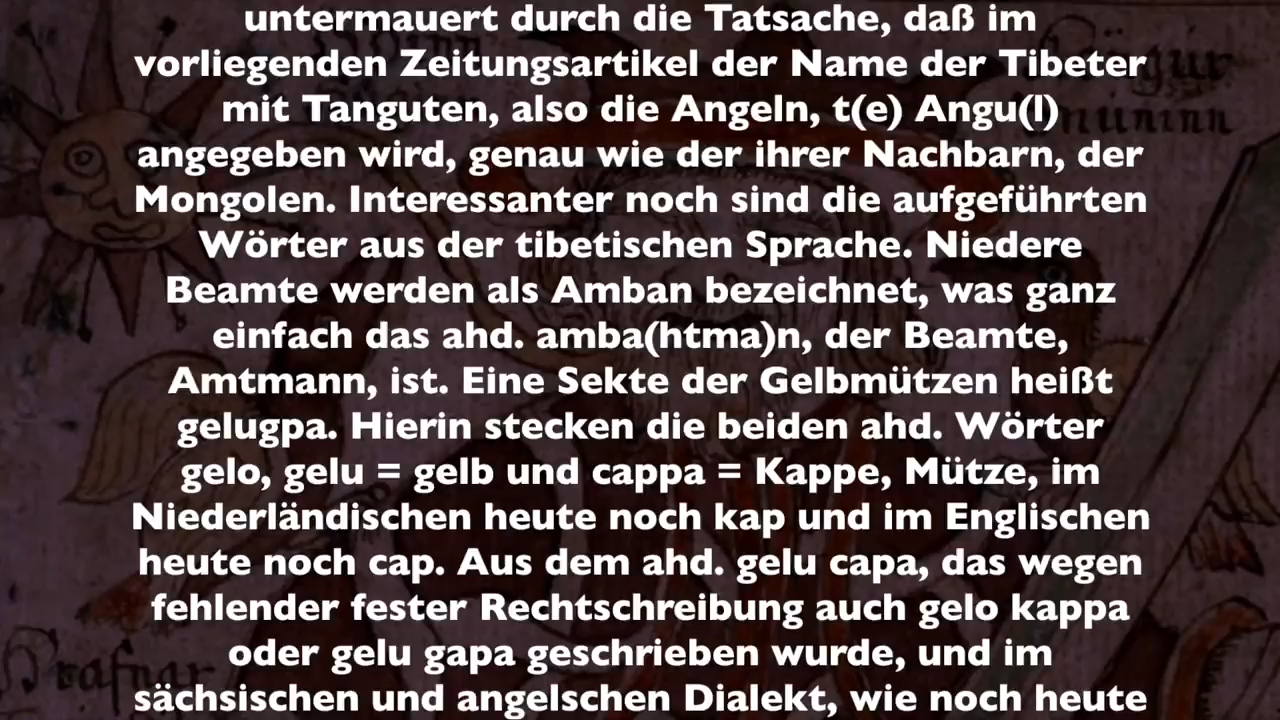 untermauert durch die Tatsache, daß im
vorliegenden Zeitungsartikel der Name der Tibeter
mit Tanguten, also die Angeln, t(e) Angu(l)
angegeben wird, genau wie der ihrer Nachbarn, der
Mongolen. Interessanter noch sind die aufgeführten
Wörter aus der tibetischen Sprache. Niedere
Beamte werden als Amban bezeichnet, was ganz
einfach das ahd. amba(htma)n, der Beamte,
Amtmann, ist. Eine Sekte der Gelbmützen heißt
gelugpa. Hierin stecken die beiden ahd. Wörter
gelo, gelu = gelb und cappa = Kappe, Mütze, im
Niederländischen heute noch kap und im Englischen
heute noch cap. Aus dem ahd. gelu capa, das wegen
fehlender fester Rechtschreibung auch gelo kappa
oder gelu gapa geschrieben wurde, und im
sächsischen und angelschen Dialekt, wie noch heute